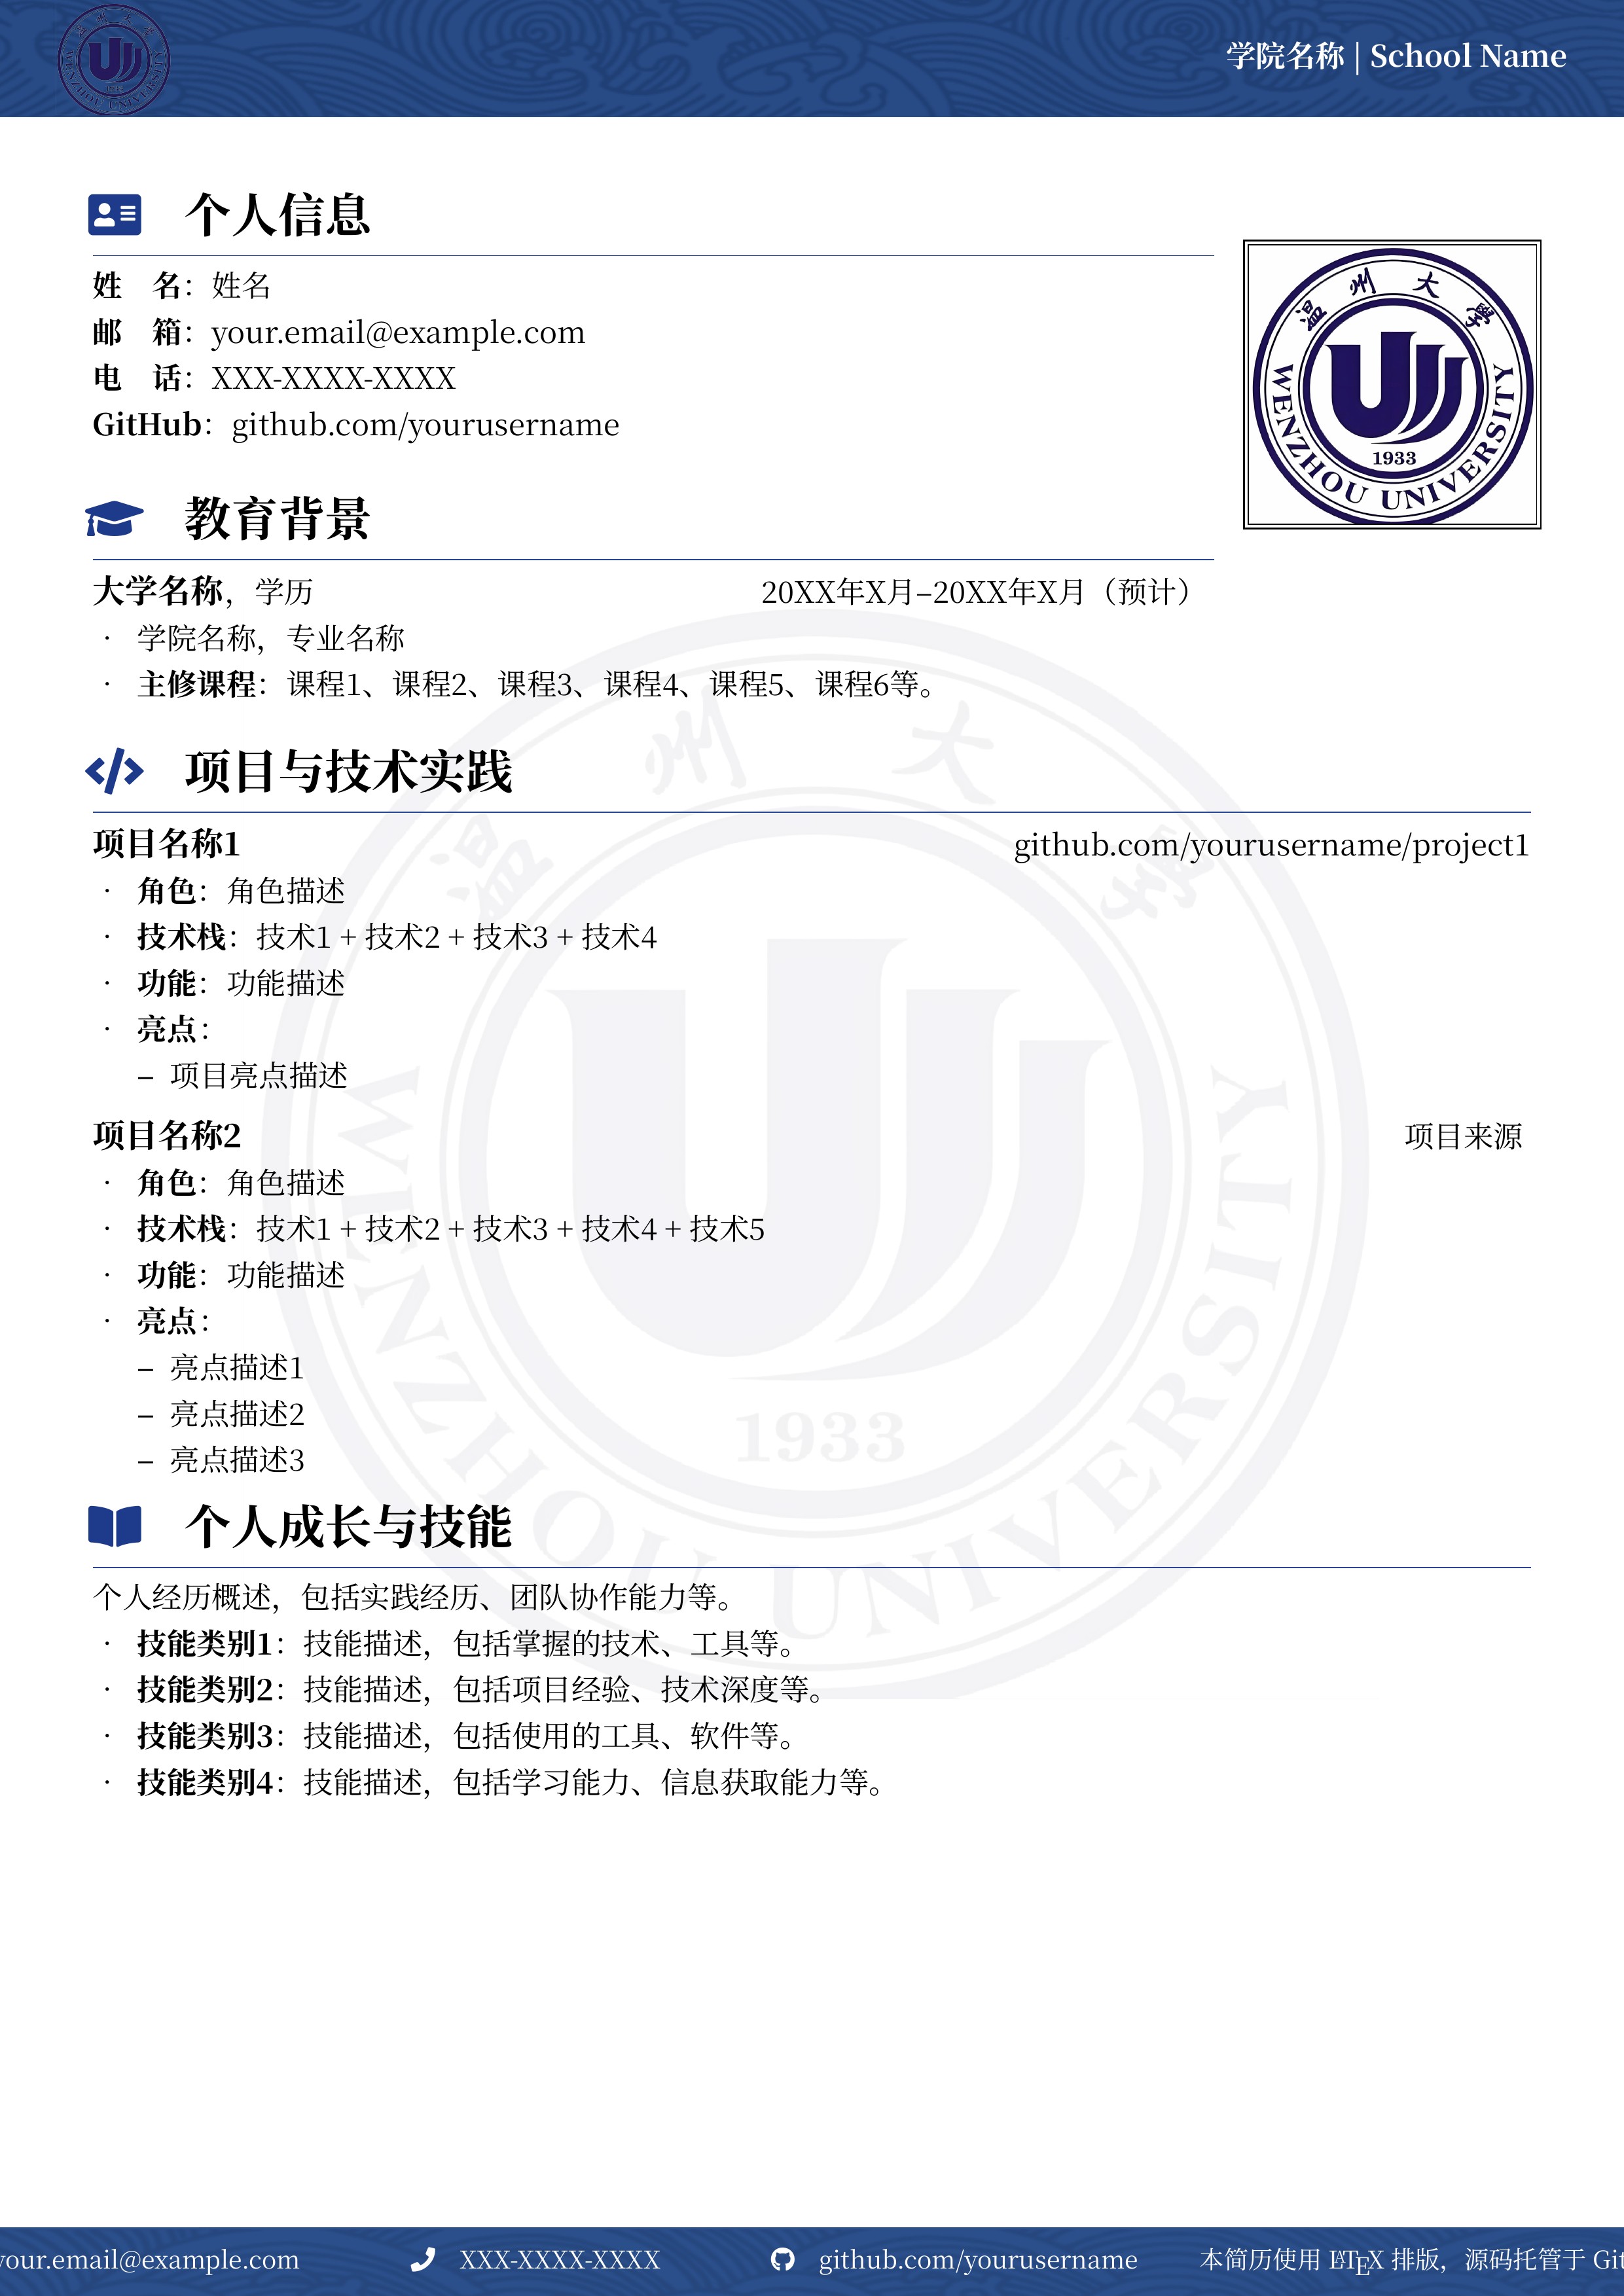 温州大學
WENZHOU UNIVERSITY
学院名称 | School Name
个人信息
姓 名：姓名
邮 箱：your.email@example.com
电 话：XXX-XXXX-XXXX
GitHub：github.com/yourusername
温州大學
1933
WENZHOU UNIVERSITY
教育背景
大学名称，学历 20XX年X月–20XX年X月（预计）
· 学院名称，专业名称
· 主修课程：课程1、课程2、课程3、课程4、课程5、课程6等。
项目与技术实践
项目名称1 github.com/yourusername/project1
· 角色：角色描述
· 技术栈：技术1 + 技术2 + 技术3 + 技术4
· 功能：功能描述
· 亮点：
– 项目亮点描述
项目名称2 项目来源
· 角色：角色描述
· 技术栈：技术1 + 技术2 + 技术3 + 技术4 + 技术5
· 功能：功能描述
· 亮点：
– 亮点描述1
– 亮点描述2
– 亮点描述3
温州大學
1933
WENZHOU UNIVERSITY
个人成长与技能
个人经历概述，包括实践经历、团队协作能力等。
· 技能类别1：技能描述，包括掌握的技术、工具等。
· 技能类别2：技能描述，包括项目经验、技术深度等。
· 技能类别3：技能描述，包括使用的工具、软件等。
· 技能类别4：技能描述，包括学习能力、信息获取能力等。
your.email@example.com XXX-XXXX-XXXX github.com/yourusername 本简历使用 LATEX 排版，源码托管于 Git